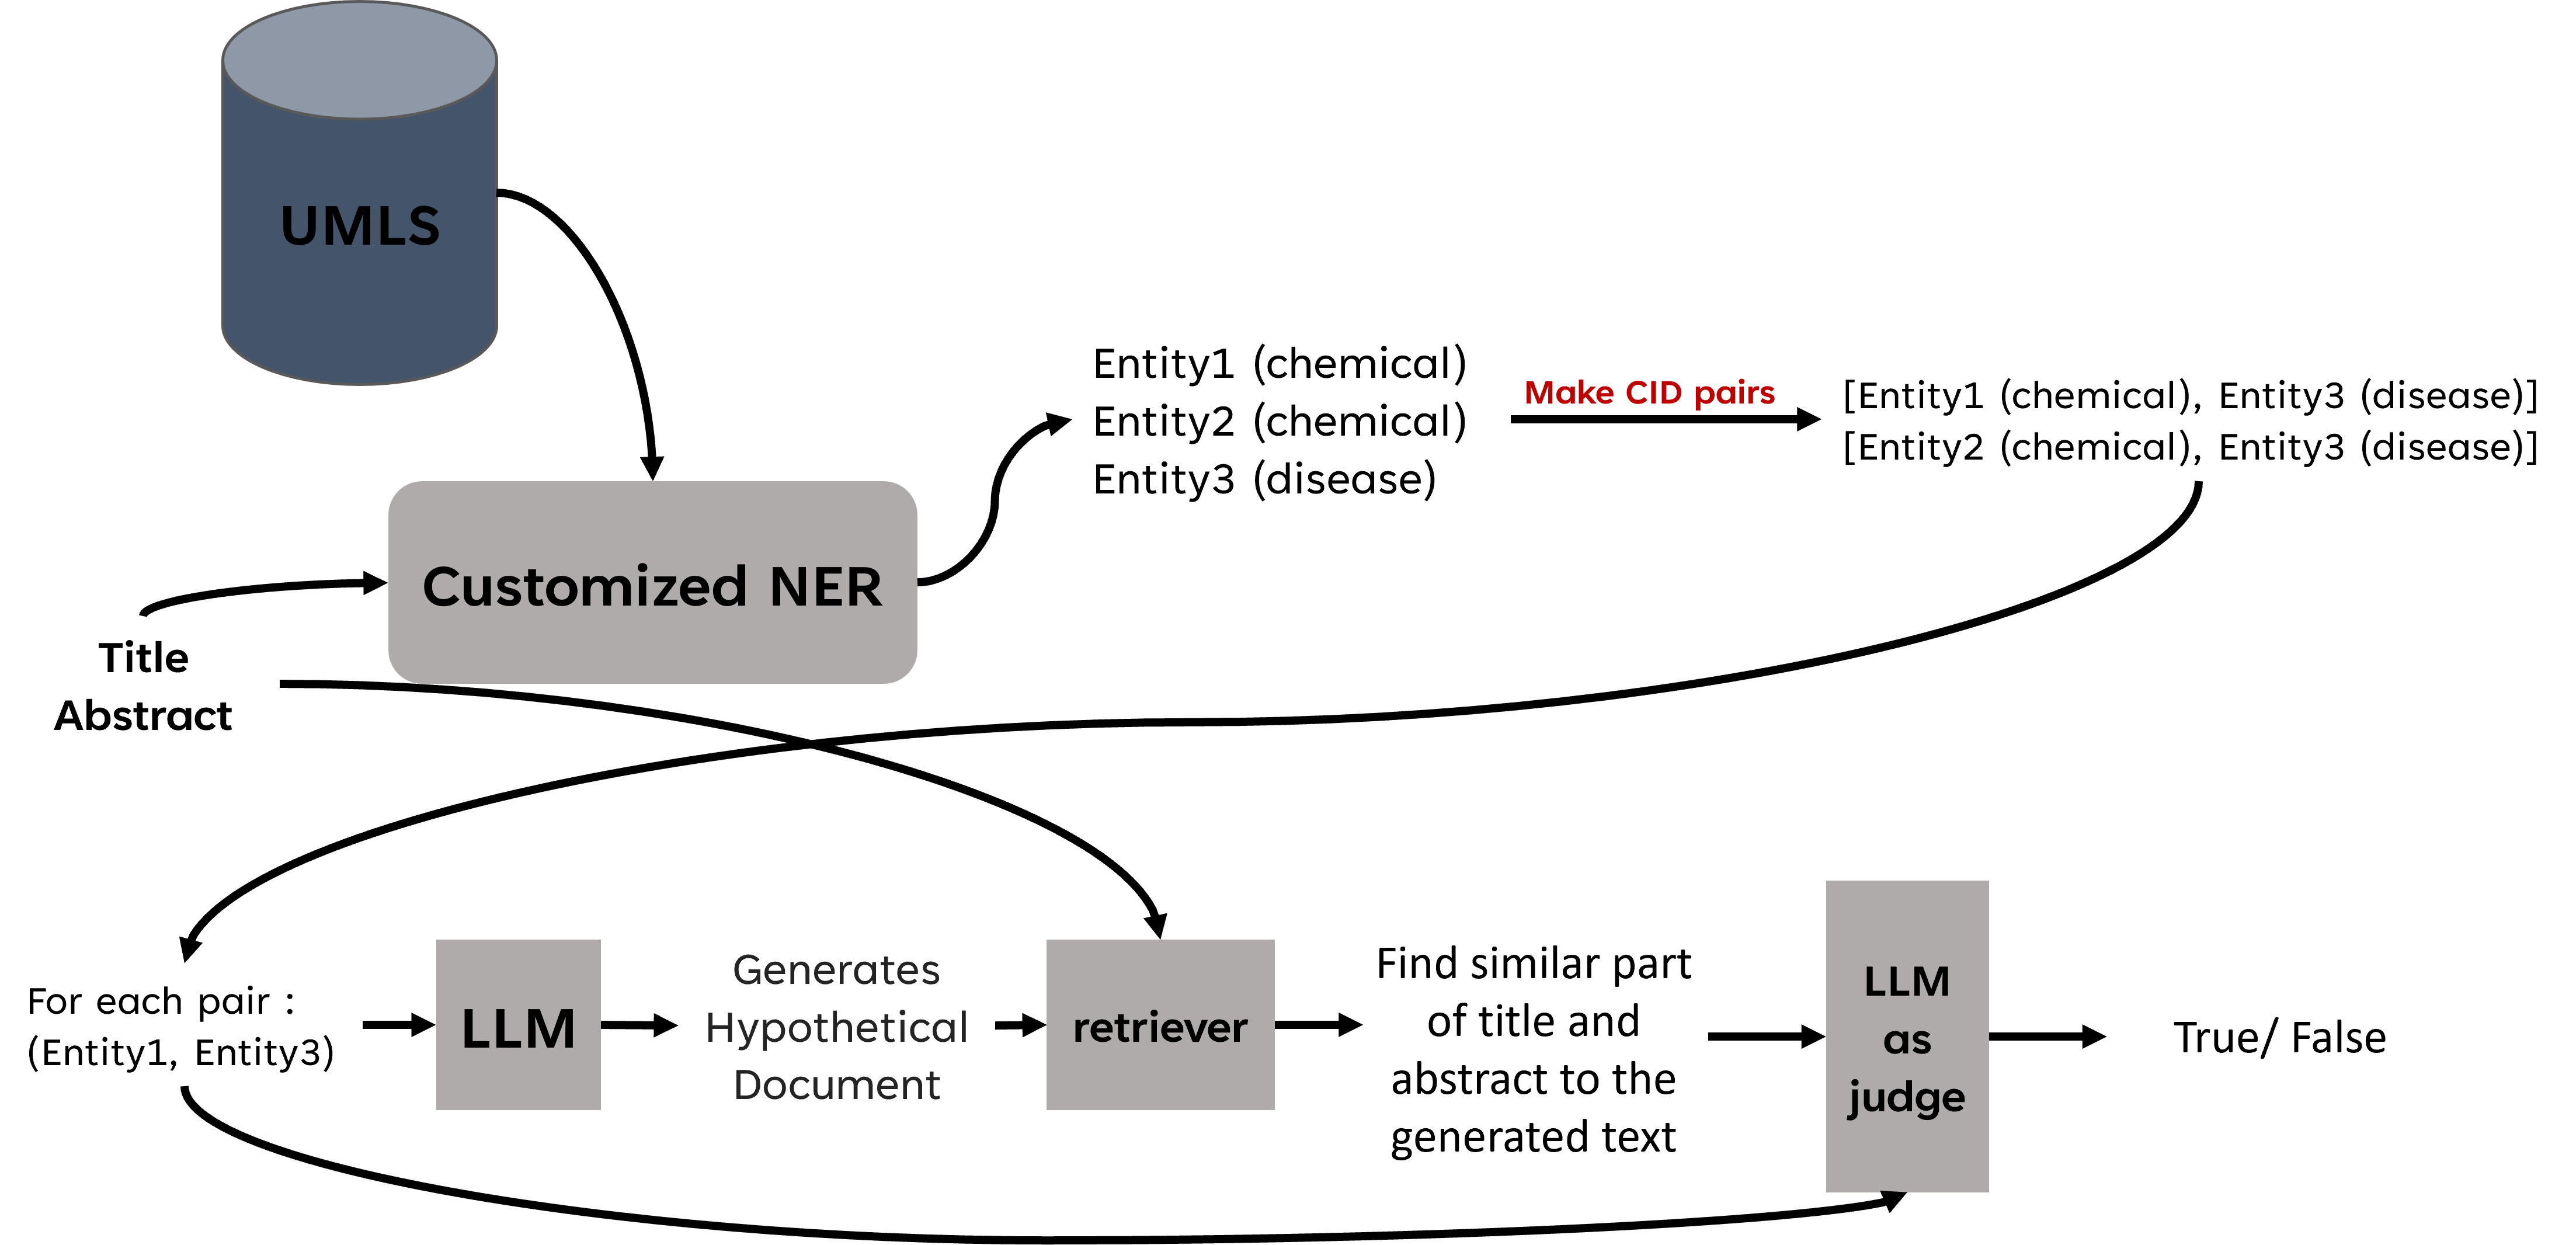 UMLS
Entity1 (chemical)
Entity2 (chemical)
Entity3 (disease)
Make CID pairs
[Entity1 (chemical), Entity3 (disease)]
[Entity2 (chemical), Entity3 (disease)]
Customized NER
Title
Abstract
For each pair :
(Entity1, Entity3)
LLM
Generates
Hypothetical
Document
retriever
Find similar part
of title and
abstract to the
generated text
LLM
as
judge
True/ False